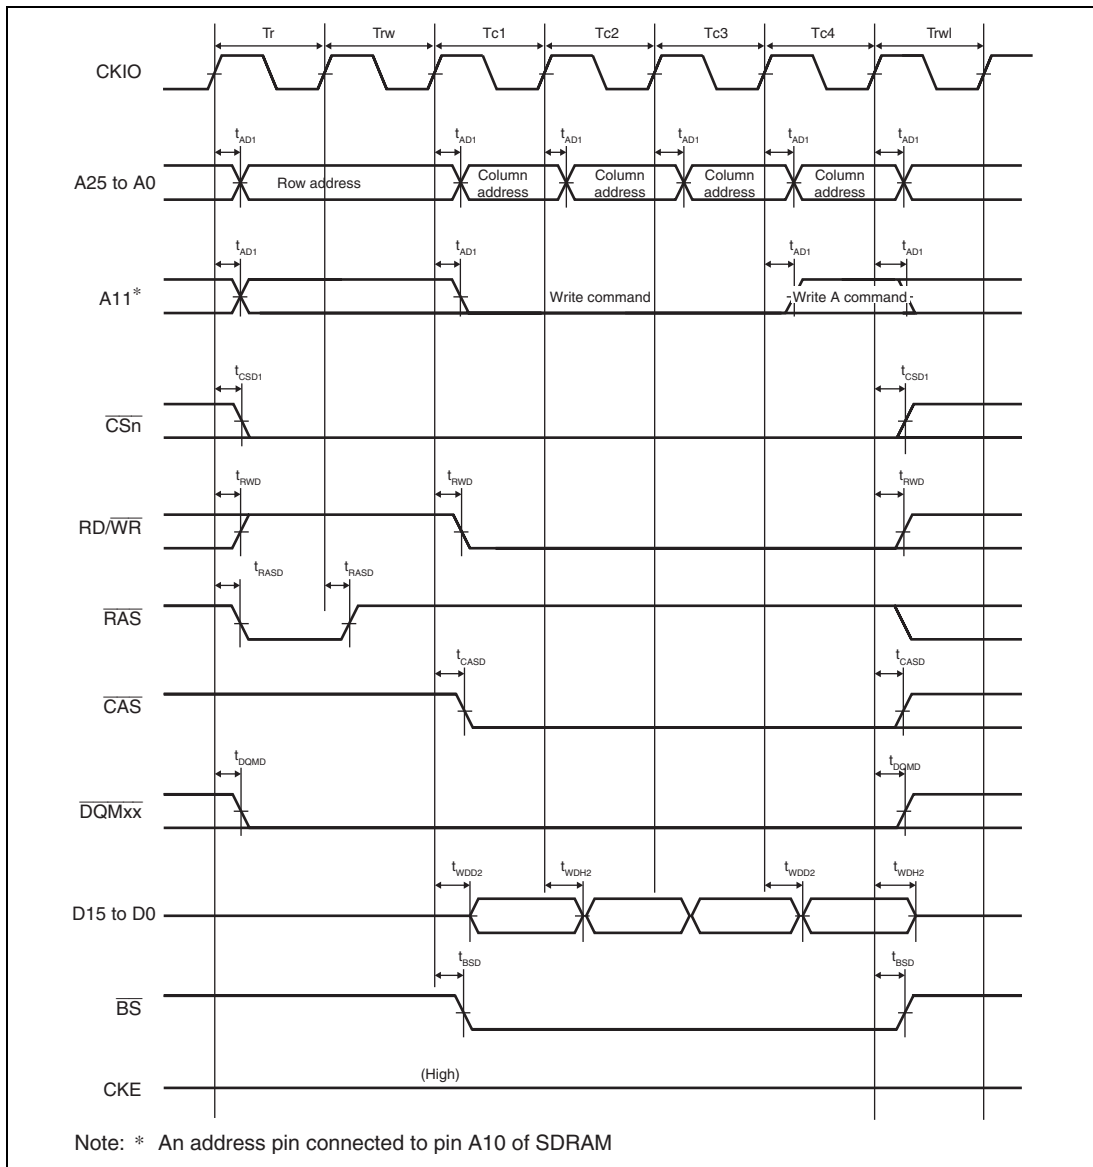 Tr Trw Tc1 Tc2 Tc3 Tc4 Trwl
CKIO
tAD1 tAD1 tAD1 tAD1 tAD1 tAD1
A25 to A0 Row address Column address Column address Column address Column address
tAD1 tAD1 tAD1 tAD1
A11* Write command Write A command
tCSD1 tCSD1
CSn
tRWD tRWD tRWD
RD/WR
tRASD tRASD
RAS
tCASD tCASD
CAS
tDQMD tDQMD
DQMxx
tWDD2 tWDH2 tWDD2 tWDH2
D15 to D0
tBSD tBSD
BS
(High)
CKE
Note: * An address pin connected to pin A10 of SDRAM